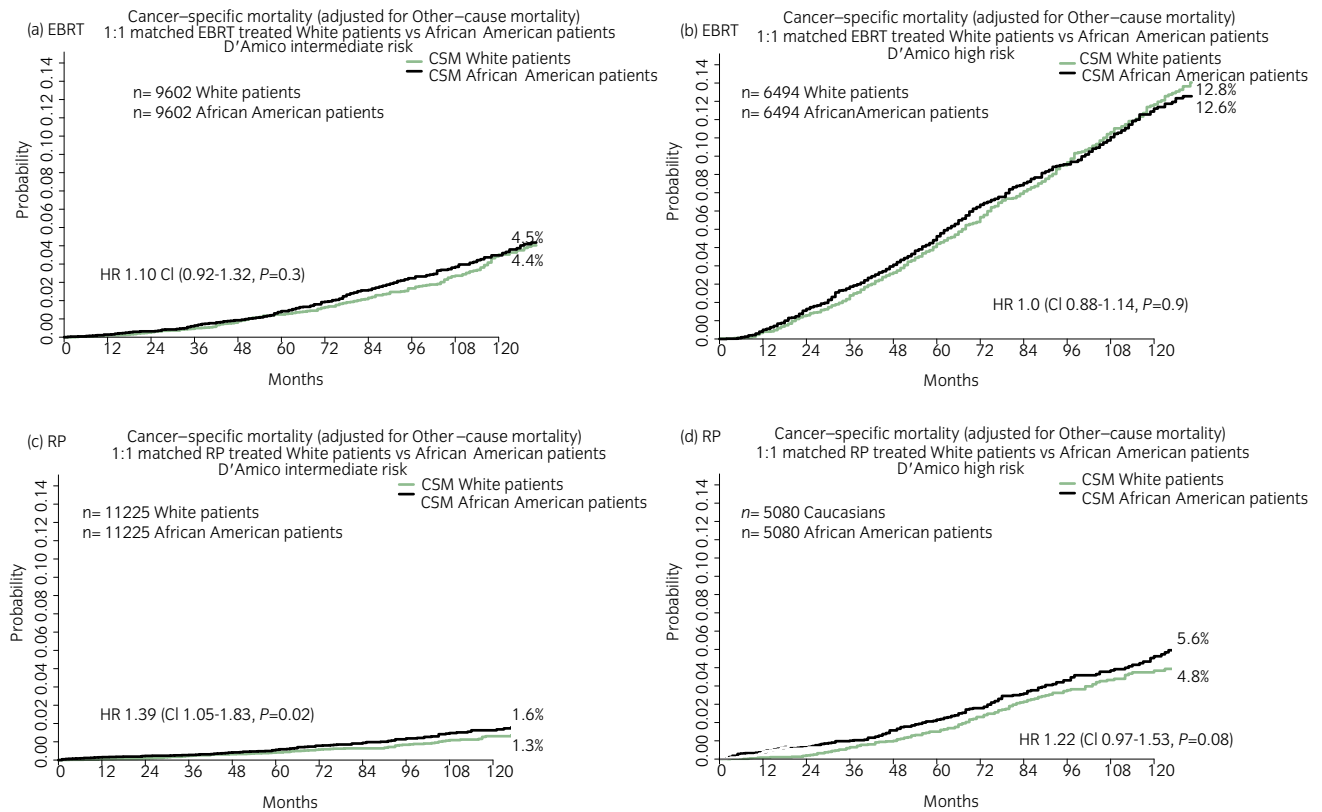 (a) EBRT
Cancer–specific mortality (adjusted for Other–cause mortality)
1:1 matched EBRT treated White patients vs African American patients
D'Amico intermediate risk
CSM White patients
CSM African American patients
n= 9602 White patients
n= 9602 African American patients
Probability
0.00 0.02 0.04 0.06 0.08 0.10 0.12 0.14
4.5%
4.4%
HR 1.10 CI (0.92-1.32, P=0.3)
0 12 24 36 48 60 72 84 96 108 120
Months
(b) EBRT
Cancer–specific mortality (adjusted for Other–cause mortality)
1:1 matched EBRT treated White patients vs African American patients
D'Amico high risk
CSM White patients
CSM African American patients
n= 6494 White patients
n= 6494 AfricanAmerican patients
Probability
0.00 0.02 0.04 0.06 0.08 0.10 0.12 0.14
12.8%
12.6%
HR 1.0 (CI 0.88-1.14, P=0.9)
0 12 24 36 48 60 72 84 96 108 120
Months
(c) RP
Cancer–specific mortality (adjusted for Other–cause mortality)
1:1 matched RP treated White patients vs African American patients
D'Amico intermediate risk
CSM White patients
CSM African American patients
n= 11225 White patients
n= 11225 African American patients
Probability
0.00 0.02 0.04 0.06 0.08 0.10 0.12 0.14
HR 1.39 (CI 1.05-1.83, P=0.02)
1.6%
1.3%
0 12 24 36 48 60 72 84 96 108 120
Months
(d) RP
Cancer–specific mortality (adjusted for Other–cause mortality)
1:1 matched RP treated White patients vs African American patients
D'Amico high risk
CSM White patients
CSM African American patients
n= 5080 Caucasians
n= 5080 African American patients
Probability
0.00 0.02 0.04 0.06 0.08 0.10 0.12 0.14
5.6%
4.8%
HR 1.22 (CI 0.97-1.53, P=0.08)
0 12 24 36 48 60 72 84 96 108 120
Months